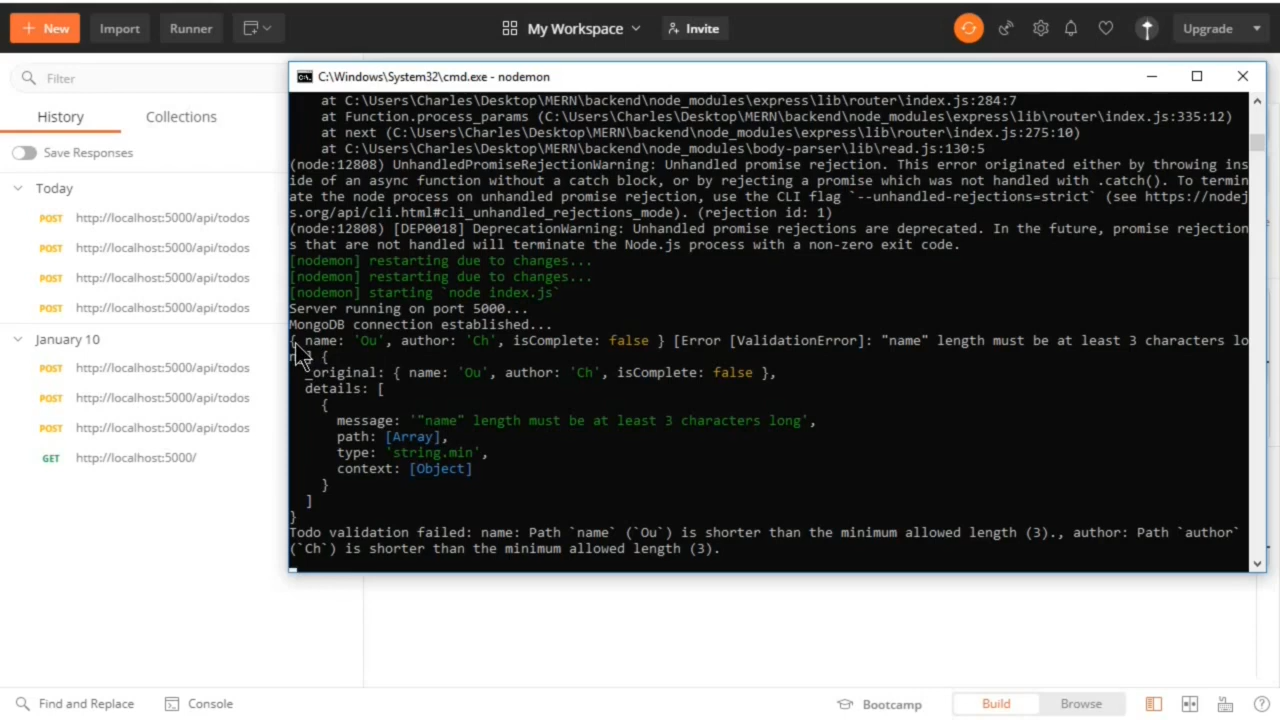 New
Import
Runner
My Workspace
Invite
Upgrade
Filter
History
Collections
Save Responses
Today
POST http://localhost:5000/api/todos
POST http://localhost:5000/api/todos
POST http://localhost:5000/api/todos
POST http://localhost:5000/api/todos
January 10
POST http://localhost:5000/api/todos
POST http://localhost:5000/api/todos
POST http://localhost:5000/api/todos
GET http://localhost:5000/
C:\Windows\System32\cmd.exe - nodemon
at C:\Users\Charles\Desktop\MERN\backend\node_modules\express\lib\router\index.js:284:7
at Function.process_params (C:\Users\Charles\Desktop\MERN\backend\node_modules\express\lib\router\index.js:335:12)
at next (C:\Users\Charles\Desktop\MERN\backend\node_modules\express\lib\router\index.js:275:10)
at C:\Users\Charles\Desktop\MERN\backend\node_modules\body-parser\lib\read.js:130:5
(node:12808) UnhandledPromiseRejectionWarning: Unhandled promise rejection. This error originated either by throwing ins
ide of an async function without a catch block, or by rejecting a promise which was not handled with .catch(). To termin
ate the node process on unhandled promise rejection, use the CLI flag `--unhandled-rejections=strict` (see https://nodej
s.org/api/cli.html#cli_unhandled_rejections_mode). (rejection id: 1)
(node:12808) [DEP0018] DeprecationWarning: Unhandled promise rejections are deprecated. In the future, promise rejection
s that are not handled will terminate the Node.js process with a non-zero exit code.
[nodemon] restarting due to changes...
[nodemon] restarting due to changes...
[nodemon] starting `node index.js`
Server running on port 5000...
MongoDB connection established...
{ name: 'Ou', author: 'Ch', isComplete: false } [Error [ValidationError]: "name" length must be at least 3 characters lo
] {
_original: { name: 'Ou', author: 'Ch', isComplete: false },
details: [
{
message: '"name" length must be at least 3 characters long',
path: [Array],
type: 'string.min',
context: [Object]
}
]
}
Todo validation failed: name: Path `name` (`Ou`) is shorter than the minimum allowed length (3)., author: Path `author`
(`Ch`) is shorter than the minimum allowed length (3).
Find and Replace
Console
Bootcamp
Build
Browse